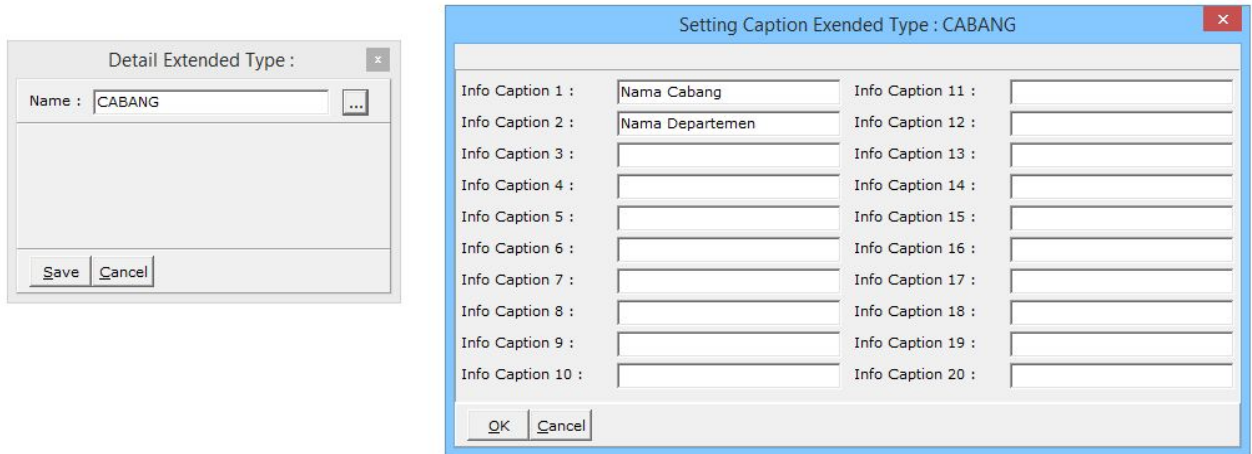 Detail Extended Type :
x
Name : CABANG ...
Save Cancel
Setting Caption Exended Type : CABANG
x
Info Caption 1 : Nama Cabang Info Caption 11 :
Info Caption 2 : Nama Departemen Info Caption 12 :
Info Caption 3 : Info Caption 13 :
Info Caption 4 : Info Caption 14 :
Info Caption 5 : Info Caption 15 :
Info Caption 6 : Info Caption 16 :
Info Caption 7 : Info Caption 17 :
Info Caption 8 : Info Caption 18 :
Info Caption 9 : Info Caption 19 :
Info Caption 10 : Info Caption 20 :
OK Cancel